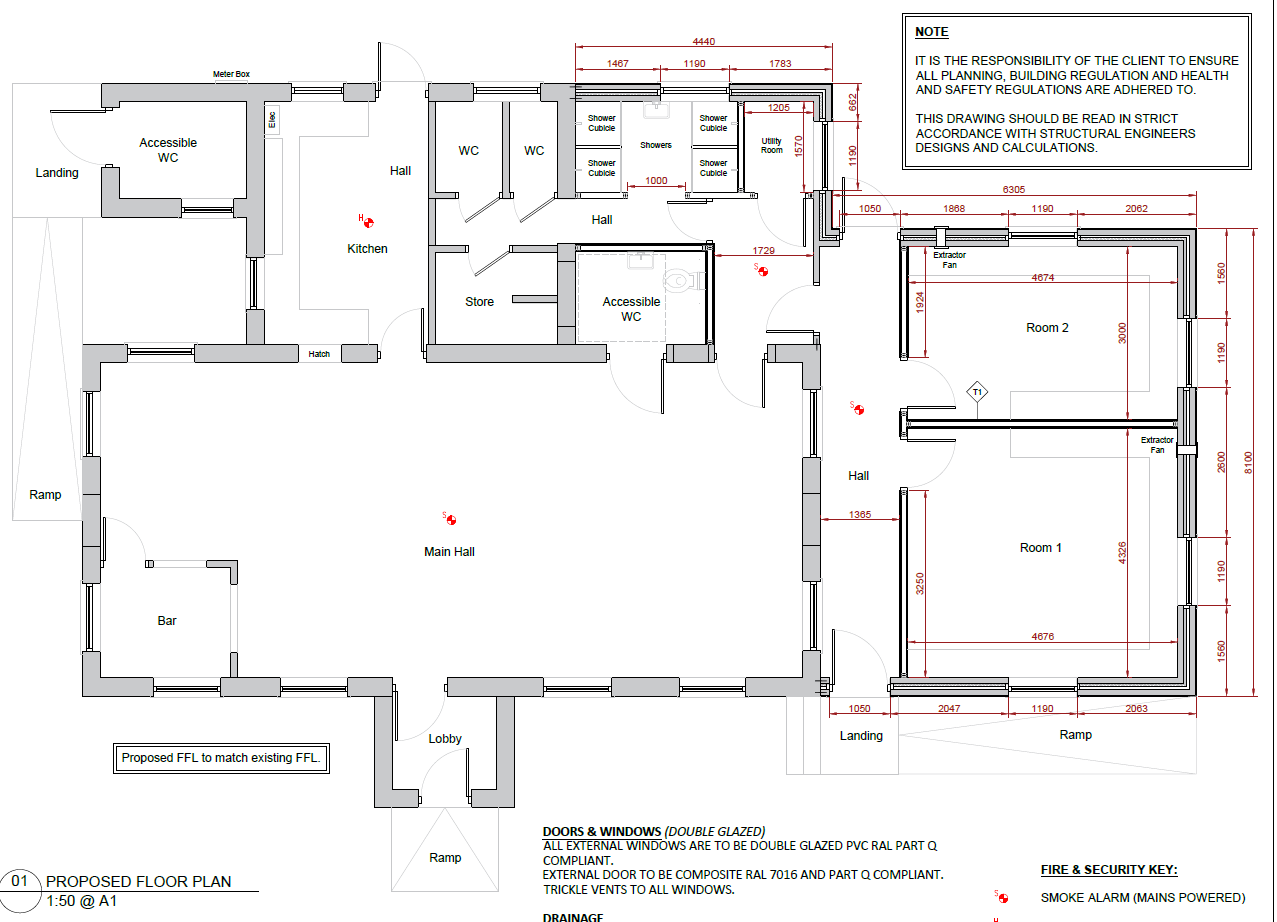 NOTE
IT IS THE RESPONSIBILITY OF THE CLIENT TO ENSURE
ALL PLANNING, BUILDING REGULATION AND HEALTH
AND SAFETY REGULATIONS ARE ADHERED TO.
THIS DRAWING SHOULD BE READ IN STRICT
ACCORDANCE WITH STRUCTURAL ENGINEERS
DESIGNS AND CALCULATIONS.
4440
1467
1190
1783
Meter Box
Elec
Accessible
WC
Landing
Hall
WC
WC
Shower
Cubicle
Shower
Cubicle
Showers
Shower
Cubicle
Shower
Cubicle
1000
1205
Utility
Room
1570
662
1190
6305
1050
1868
1190
2062
H
Kitchen
Hall
1729
S
Store
Accessible
WC
Extractor
Fan
4674
1924
Room 2
3000
1560
1190
2600
8100
1190
1560
Hatch
T1
S
Extractor
Fan
Hall
1365
Ramp
S
Main Hall
Room 1
4326
3250
4676
Bar
1050
2047
1190
2063
Landing
Ramp
Lobby
Proposed FFL to match existing FFL.
Ramp
DOORS & WINDOWS (DOUBLE GLAZED)
ALL EXTERNAL WINDOWS ARE TO BE DOUBLE GLAZED PVC RAL PART Q
COMPLIANT.
EXTERNAL DOOR TO BE COMPOSITE RAL 7016 AND PART Q COMPLIANT.
TRICKLE VENTS TO ALL WINDOWS.
DRAINAGE
FIRE & SECURITY KEY:
S
SMOKE ALARM (MAINS POWERED)
H
01
PROPOSED FLOOR PLAN
1:50 @ A1